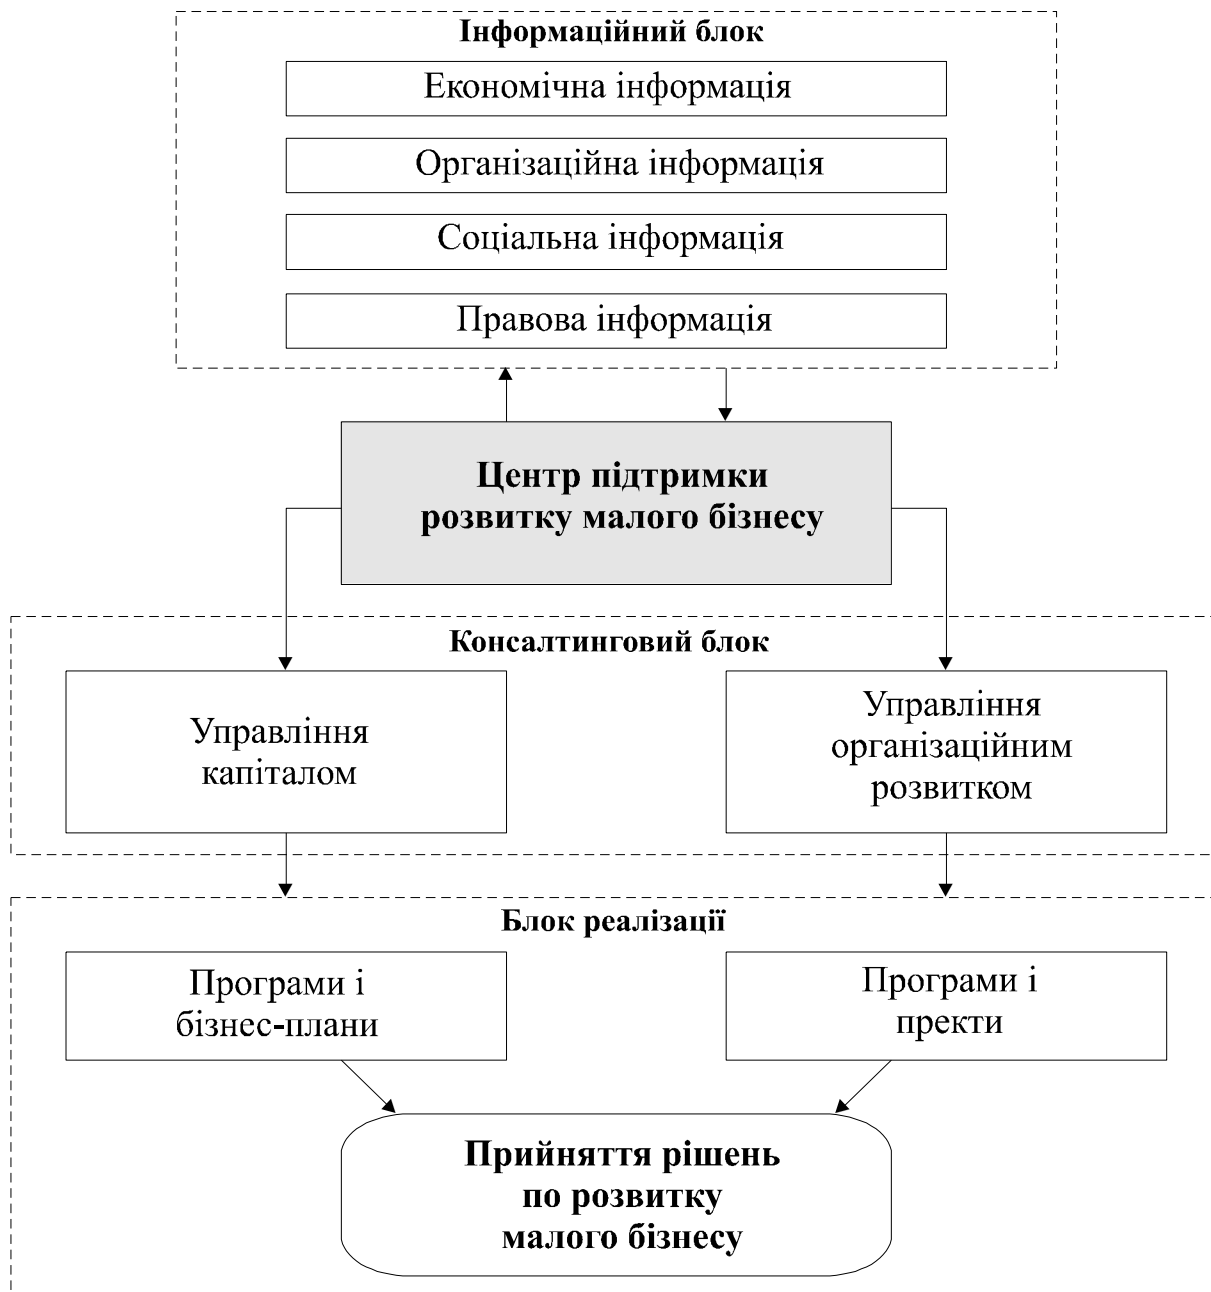 Інформаційний блок
Економічна інформація
Організаційна інформація
Соціальна інформація
Правова інформація
Центр підтримки
розвитку малого бізнесу
Консалтинговий блок
Управління
капіталом
Управління
організаційним
розвитком
Блок реалізації
Програми і
бізнес-плани
Програми і
пректи
Прийняття рішень
по розвитку
малого бізнесу